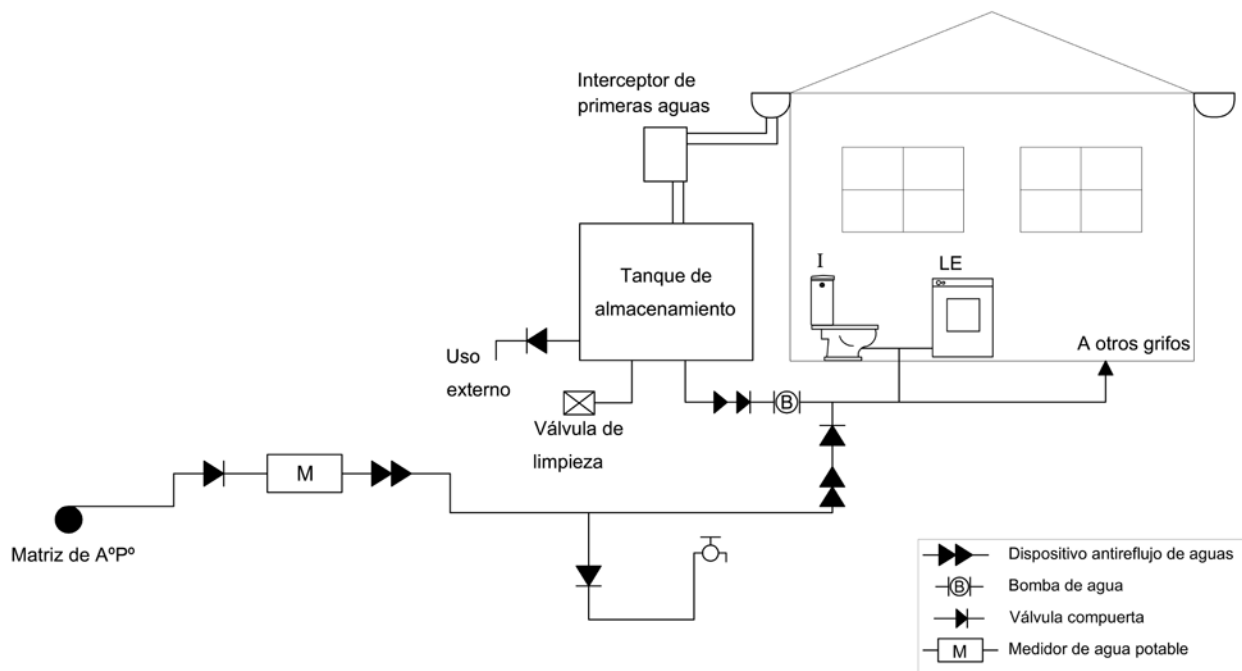 Interceptor de
primeras aguas
I
LE
Tanque de
almacenamiento
A otros grifos
Uso
externo
B
Válvula de
limpieza
M
Matriz de AºPº
Dispositivo antireflujo de aguas
B
Bomba de agua
Válvula compuerta
M
Medidor de agua potable